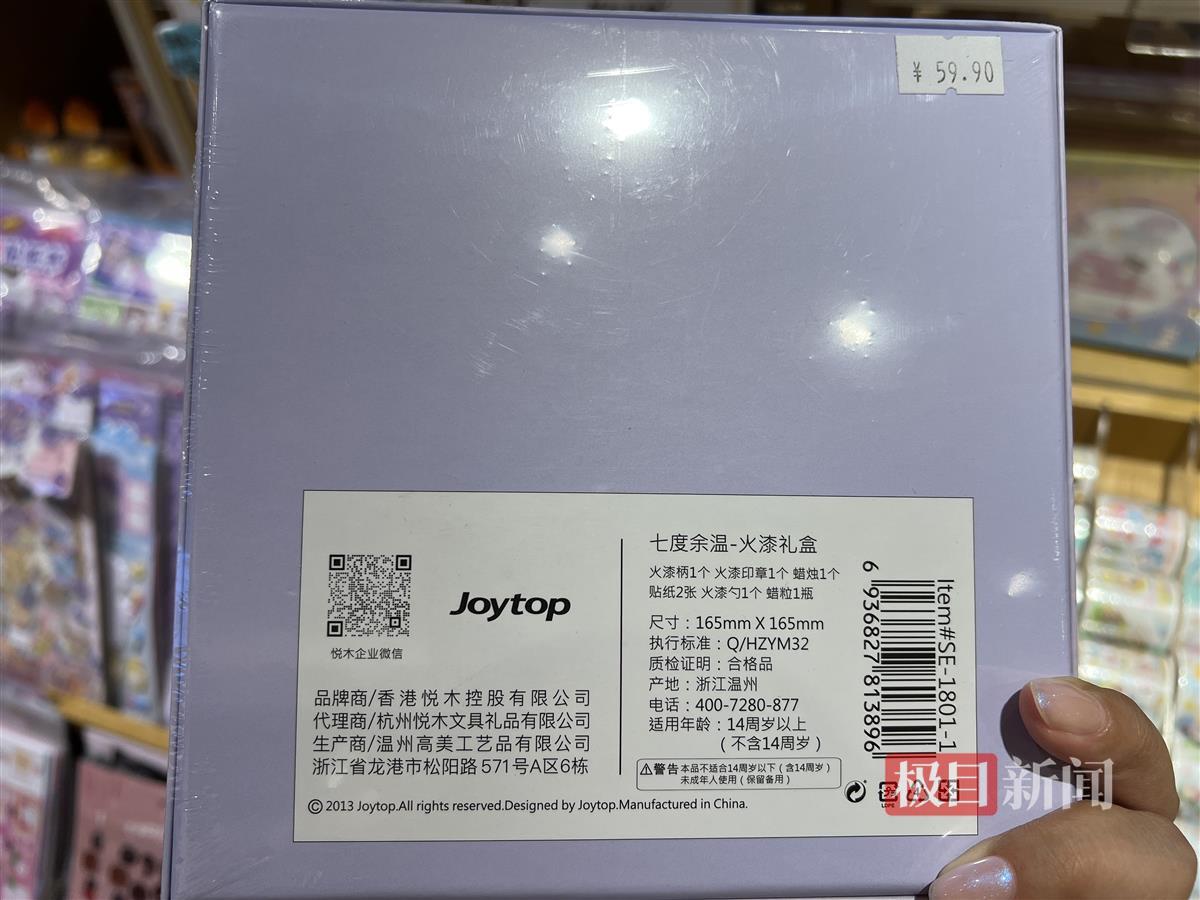 ¥ 59.90
悦木企业微信
Joytop
品牌商/香港悦木控股有限公司
代理商/杭州悦木文具礼品有限公司
生产商/温州高美工艺品有限公司
浙江省龙港市松阳路571号A区6栋
©2013 Joytop.All rights reserved.Designed by Joytop.Manufactured in China.
七度余温-火漆礼盒
火漆柄1个 火漆印章1个 蜡烛1个
贴纸2张 火漆勺1个 蜡粒1瓶
尺寸：165mm X 165mm
执行标准：Q/HZYM32
质检证明：合格品
产地：浙江温州
电话：400-7280-877
适用年龄：14周岁以上
（不含14周岁）
警告 本品不适合14周岁以下（含14周岁）
未成年人使用（保留备用）
6 936827 813896
Item#SE-1801-1
极目新闻